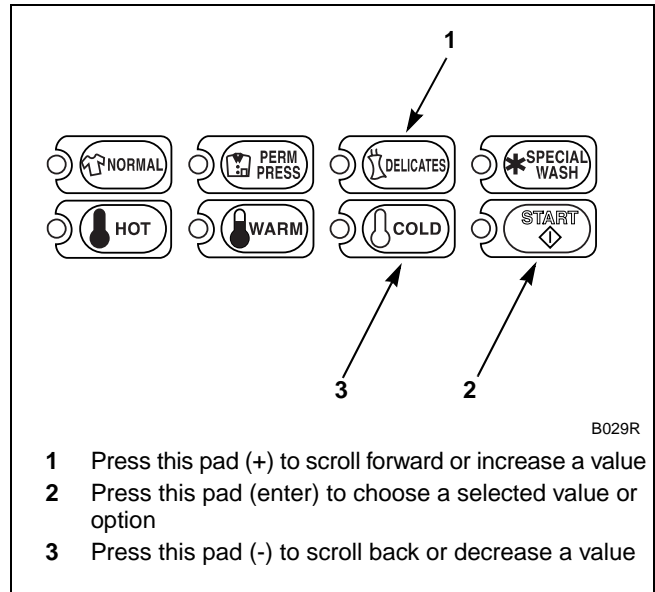 1
NORMAL
PERM
PRESS
DELICATES
SPECIAL
WASH
HOT
WARM
COLD
START
3
2
B029R
1 Press this pad (+) to scroll forward or increase a value
2 Press this pad (enter) to choose a selected value or
option
3 Press this pad (-) to scroll back or decrease a value